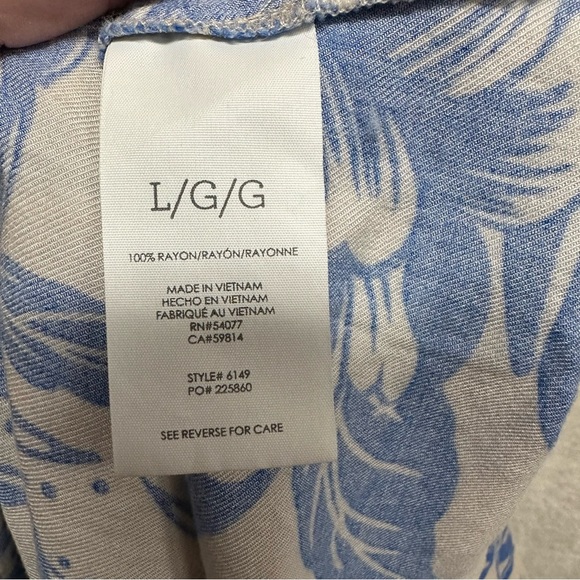 L/G/G
100% RAYON/RAYÓN/RAYONNE
MADE IN VIETNAM
HECHO EN VIETNAM
FABRIQUÉ AU VIETNAM
RN#54077
CA#59814
STYLE# 6149
PO# 225860
SEE REVERSE FOR CARE